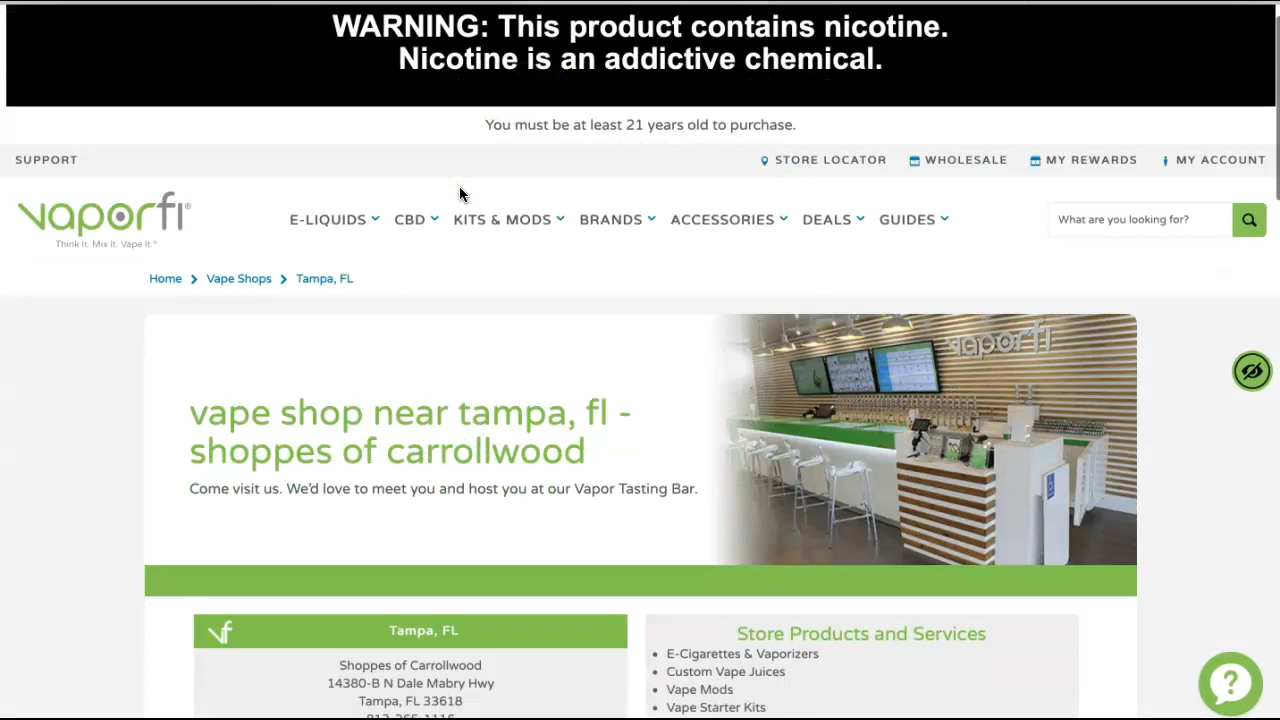 WARNING: This product contains nicotine.
Nicotine is an addictive chemical.
You must be at least 21 years old to purchase.
SUPPORT
STORE LOCATOR
WHOLESALE
MY REWARDS
MY ACCOUNT
vaporfi®
Think It. Mix It. Vape It.®
E-LIQUIDS
CBD
KITS & MODS
BRANDS
ACCESSORIES
DEALS
GUIDES
What are you looking for?
Home > Vape Shops > Tampa, FL
vaporfi
vape shop near tampa, fl -
shoppes of carrollwood
Come visit us. We'd love to meet you and host you at our Vapor Tasting Bar.
vf
Tampa, FL
Shoppes of Carrollwood
14380-B N Dale Mabry Hwy
Tampa, FL 33618
813-265-1116
Store Products and Services
• E-Cigarettes & Vaporizers
• Custom Vape Juices
• Vape Mods
• Vape Starter Kits